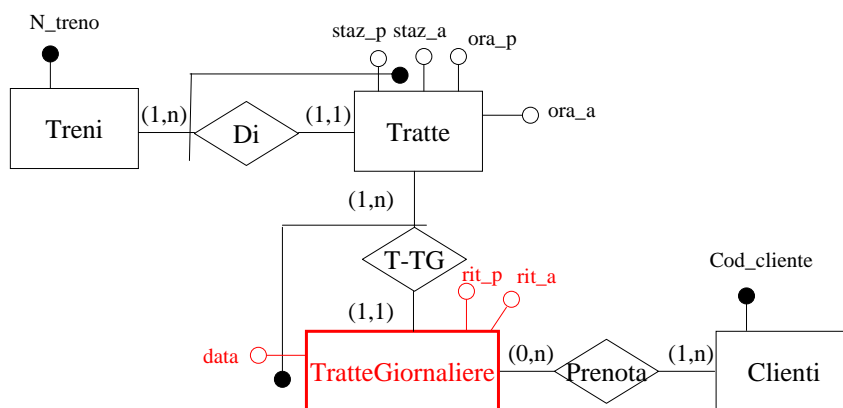 N_treno
staz_p staz_a ora_p
Treni (1,n) Di (1,1) Tratte ora_a
(1,n)
T-TG
rit_p rit_a Cod_cliente
(1,1)
data TratteGiornaliere (0,n) Prenota (1,n) Clienti